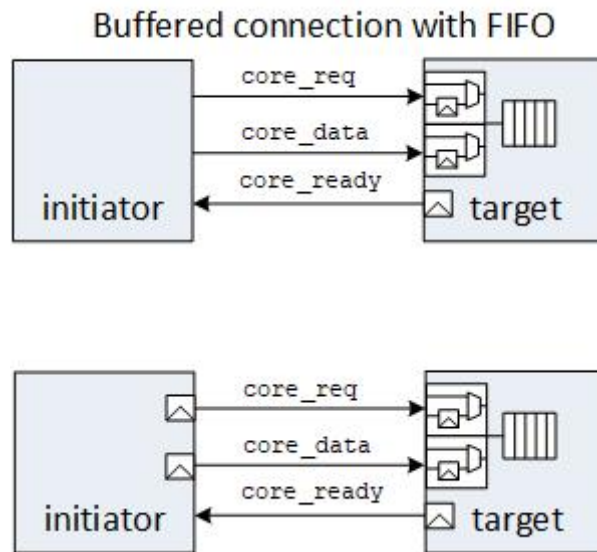 Buffered connection with FIFO
core_req
core_data
core_ready
initiator
target
core_req
core_data
core_ready
initiator
target